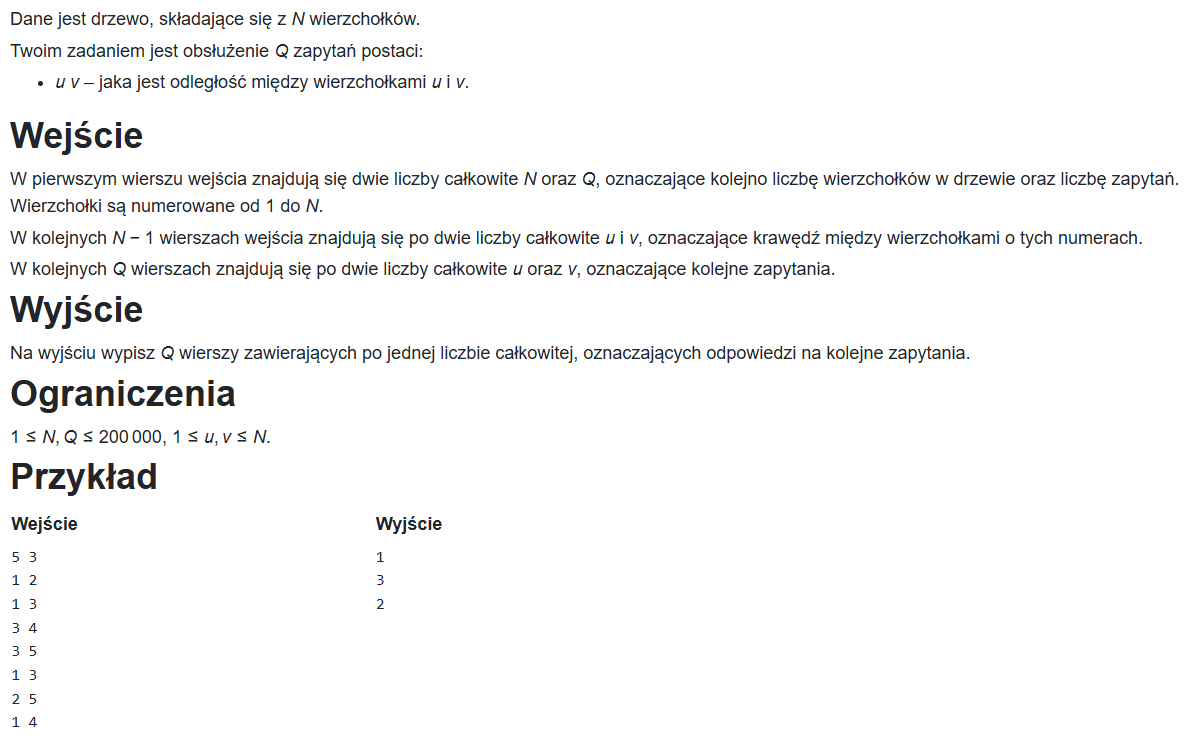 Dane jest drzewo, składające się z N wierzchołków.
Twoim zadaniem jest obsłużenie Q zapytań postaci:
• u v – jaka jest odległość między wierzchołkami u i v.
Wejście
W pierwszym wierszu wejścia znajdują się dwie liczby całkowite N oraz Q, oznaczające kolejno liczbę wierzchołków w drzewie oraz liczbę zapytań.
Wierzchołki są numerowane od 1 do N.
W kolejnych N − 1 wierszach wejścia znajdują się po dwie liczby całkowite u i v, oznaczające krawędź między wierzchołkami o tych numerach.
W kolejnych Q wierszach znajdują się po dwie liczby całkowite u oraz v, oznaczające kolejne zapytania.
Wyjście
Na wyjściu wypisz Q wierszy zawierających po jednej liczbie całkowitej, oznaczających odpowiedzi na kolejne zapytania.
Ograniczenia
1 ≤ N, Q ≤ 200 000, 1 ≤ u, v ≤ N.
Przykład
Wejście Wyjście
5 3 1
1 2 3
1 3 2
3 4
3 5
1 3
2 5
1 4